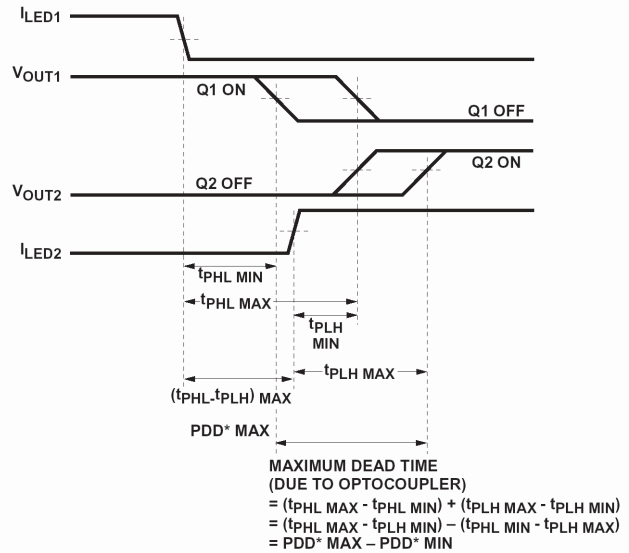 ILED1
VOUT1
Q1 ON
Q1 OFF
Q2 ON
Q2 OFF
VOUT2
ILED2
tPHL MIN
tPHL MAX
tPLH
MIN
tPLH MAX
(tPHL-tPLH) MAX
PDD* MAX
MAXIMUM DEAD TIME
(DUE TO OPTOCOUPLER)
= (tPHL MAX - tPHL MIN) + (tPLH MAX - tPLH MIN)
= (tPHL MAX - tPLH MIN) – (tPHL MIN - tPLH MAX)
= PDD* MAX – PDD* MIN